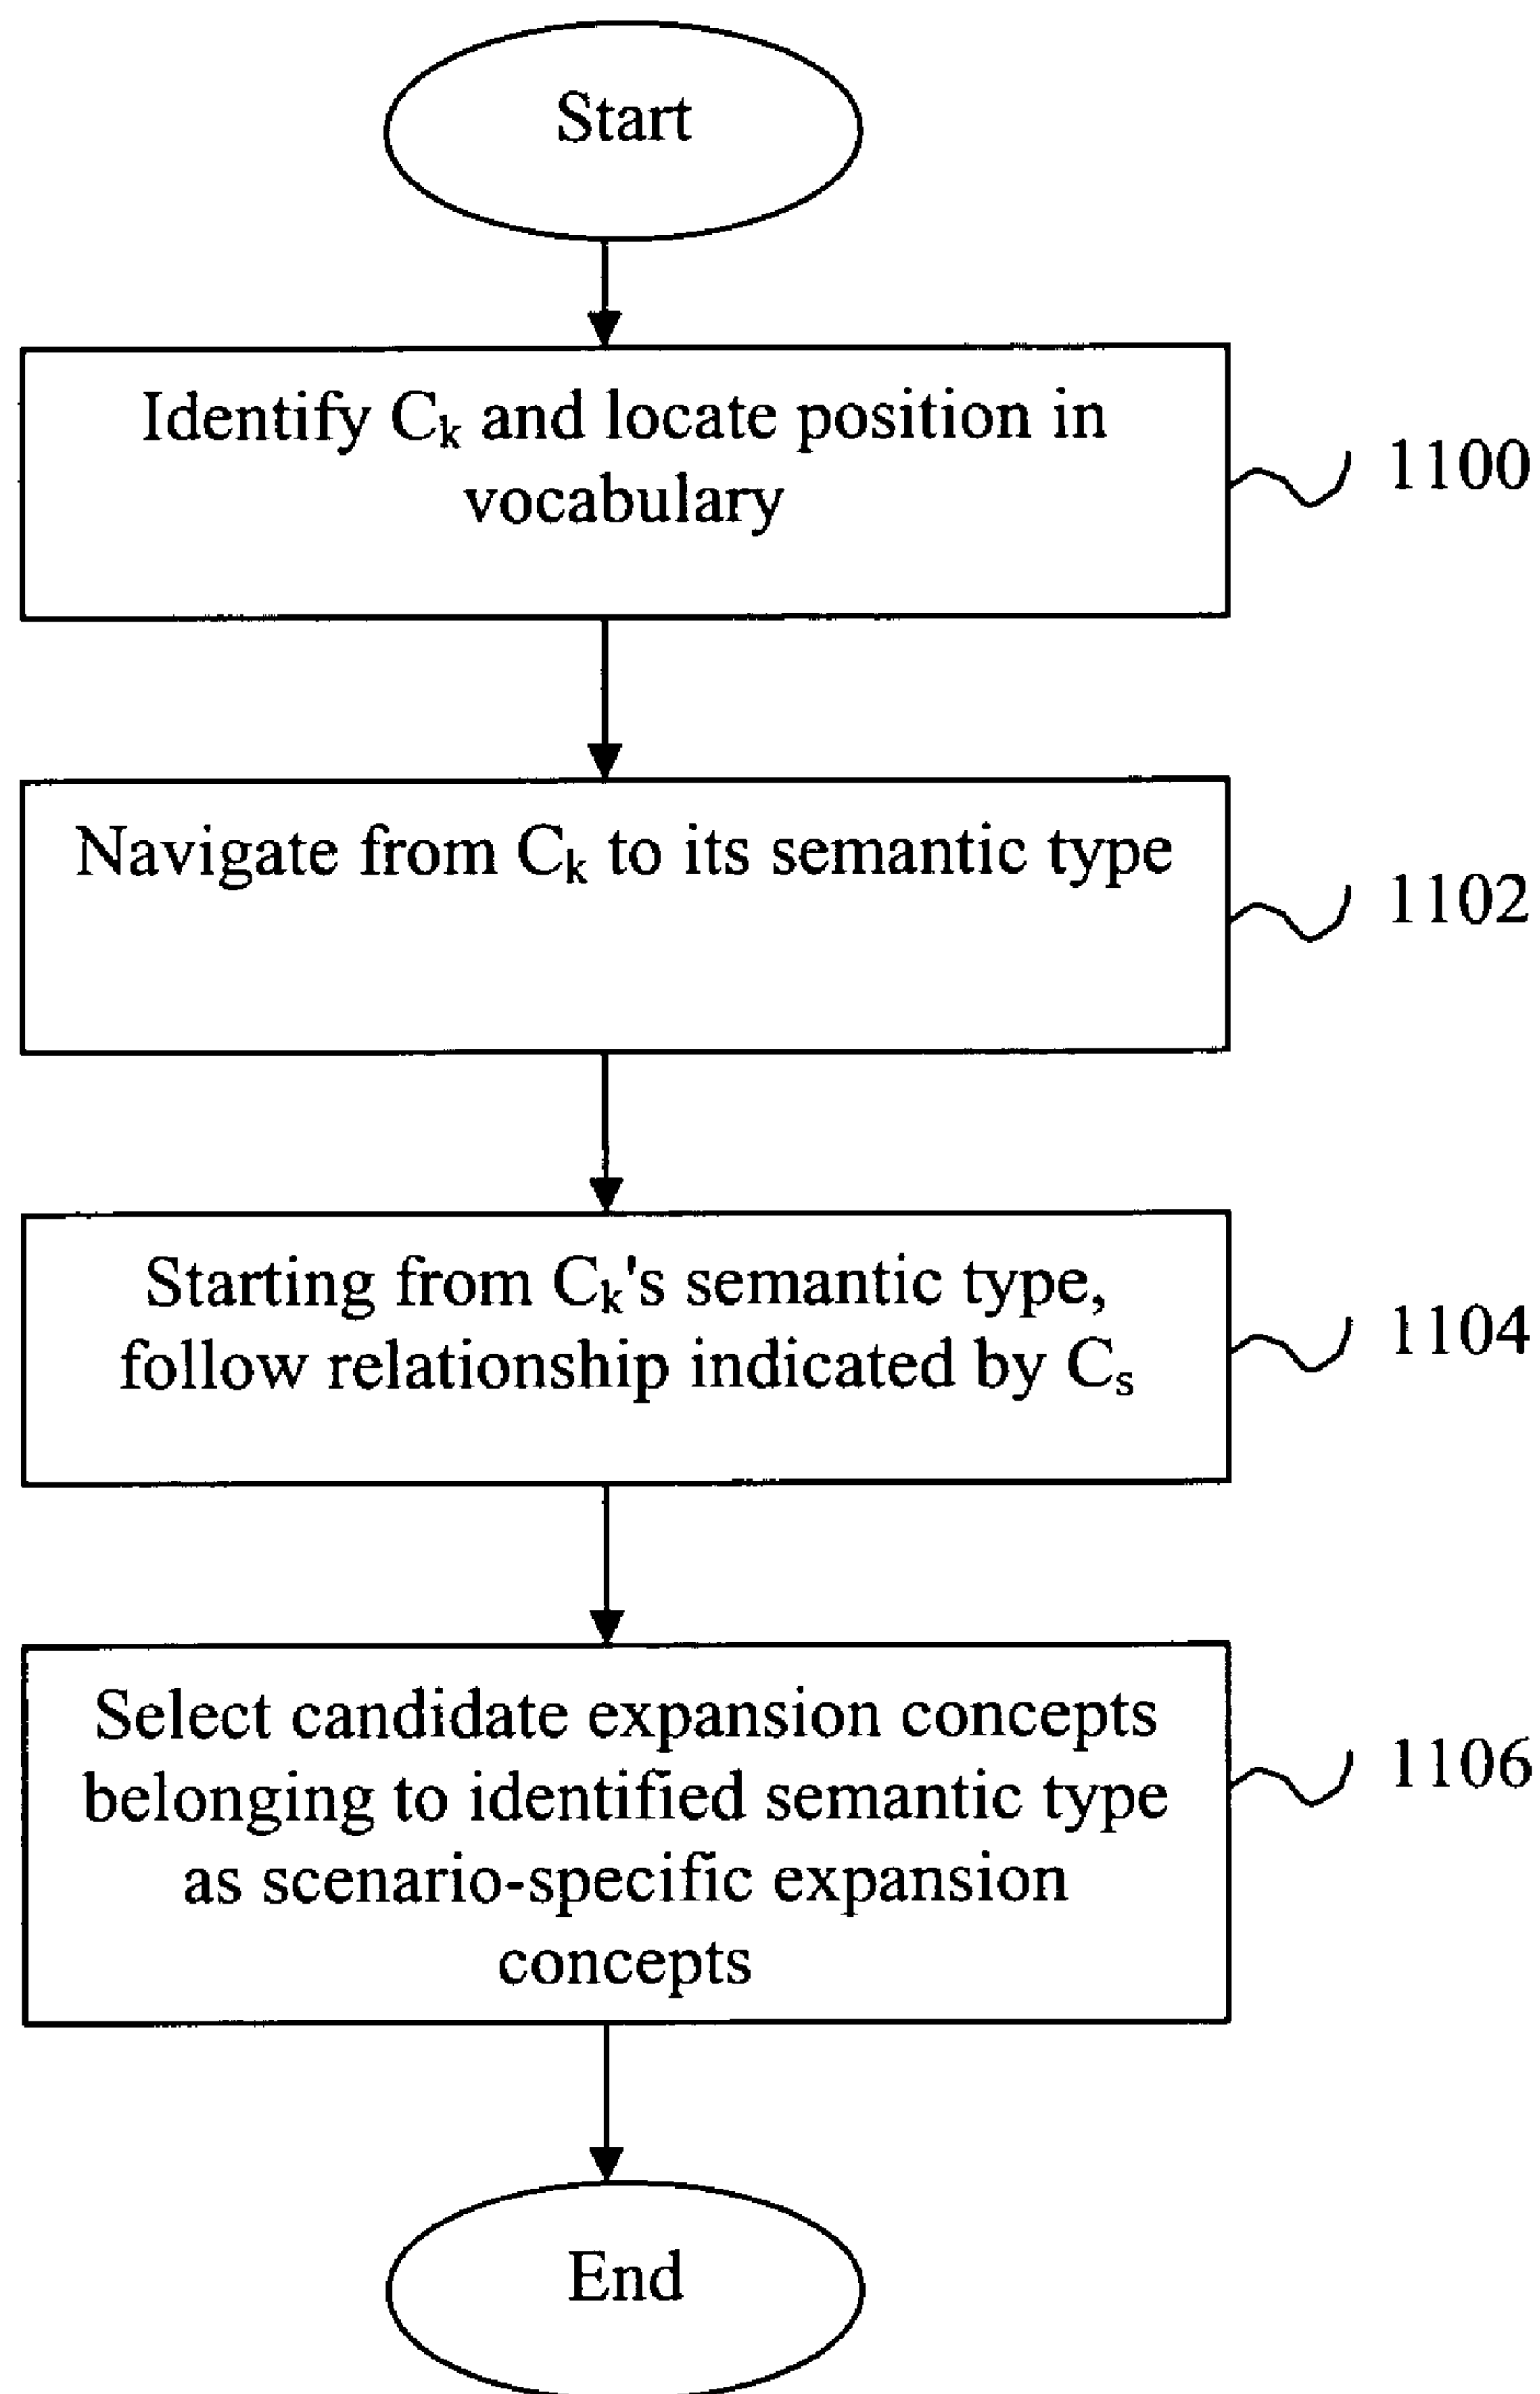 Start
Identify Cₖ and locate position in
vocabulary
1100
Navigate from Cₖ to its semantic type
1102
Starting from Cₖ's semantic type,
follow relationship indicated by Cₛ
1104
Select candidate expansion concepts
belonging to identified semantic type
as scenario-specific expansion
concepts
1106
End